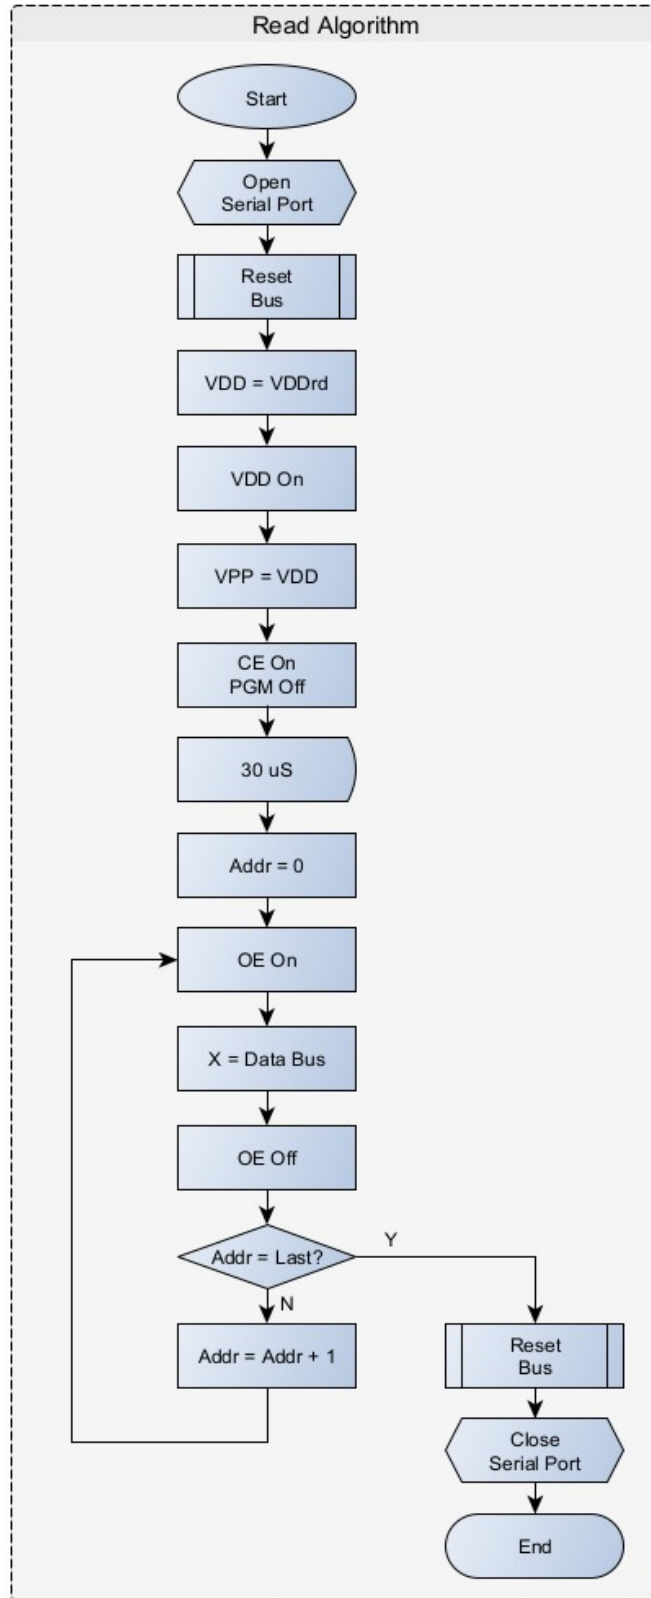 Read Algorithm
Start
Open
Serial Port
Reset
Bus
VDD = VDDrd
VDD On
VPP = VDD
CE On
PGM Off
30 uS
Addr = 0
OE On
X = Data Bus
OE Off
Addr = Last?
Y
N
Addr = Addr + 1
Reset
Bus
Close
Serial Port
End